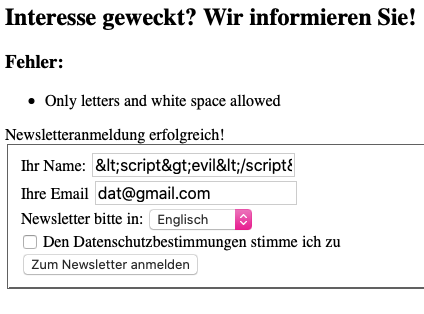 Interesse geweckt? Wir informieren Sie!
Fehler:
• Only letters and white space allowed
Newsletteranmeldung erfolgreich!
Ihr Name: &lt;script&gt;evil&lt;/script&
Ihre Email dat@gmail.com
Newsletter bitte in: Englisch
Den Datenschutzbestimmungen stimme ich zu
Zum Newsletter anmelden